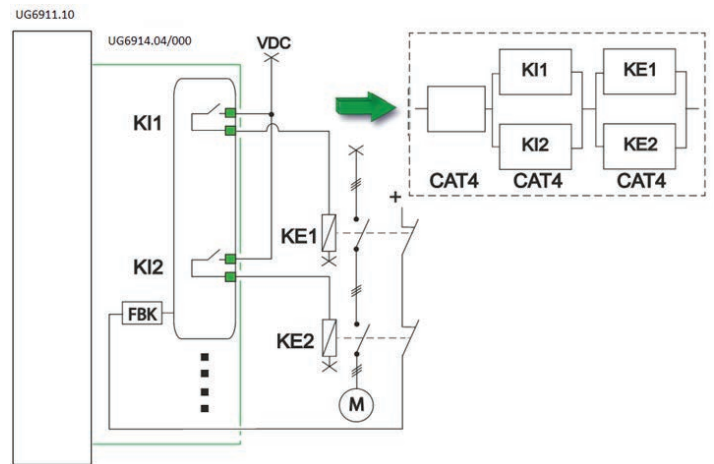 UG6911.10
UG6914.04/000
VDC
KI1
KI2
FBK
KE1
KE2
M
+
KI1
KE1
KI2
KE2
CAT4
CAT4
CAT4